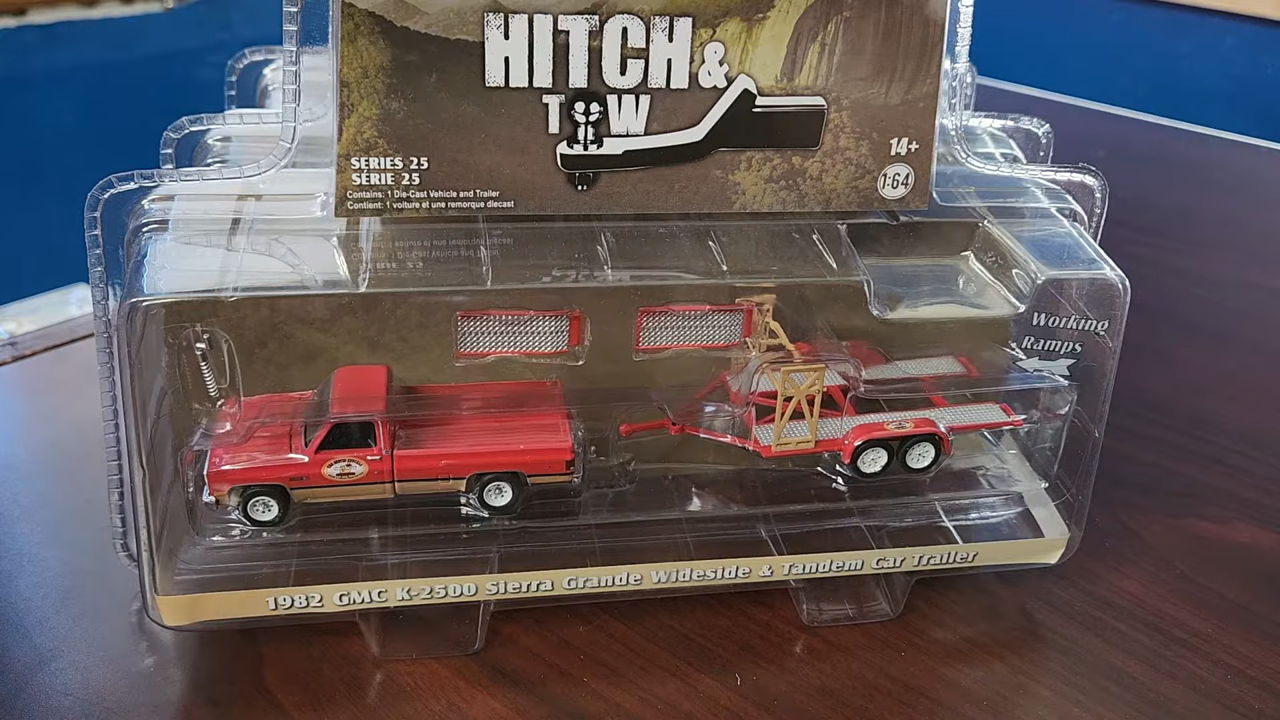 HITCH &
TOW
SERIES 25
SÉRIE 25
Contains: 1 Die-Cast Vehicle and Trailer
Contient: 1 voiture et une remorque diecast
14+
1:64
Working
Ramps
1982 GMC K-2500 Sierra Grande Wideside & Tandem Car Trailer